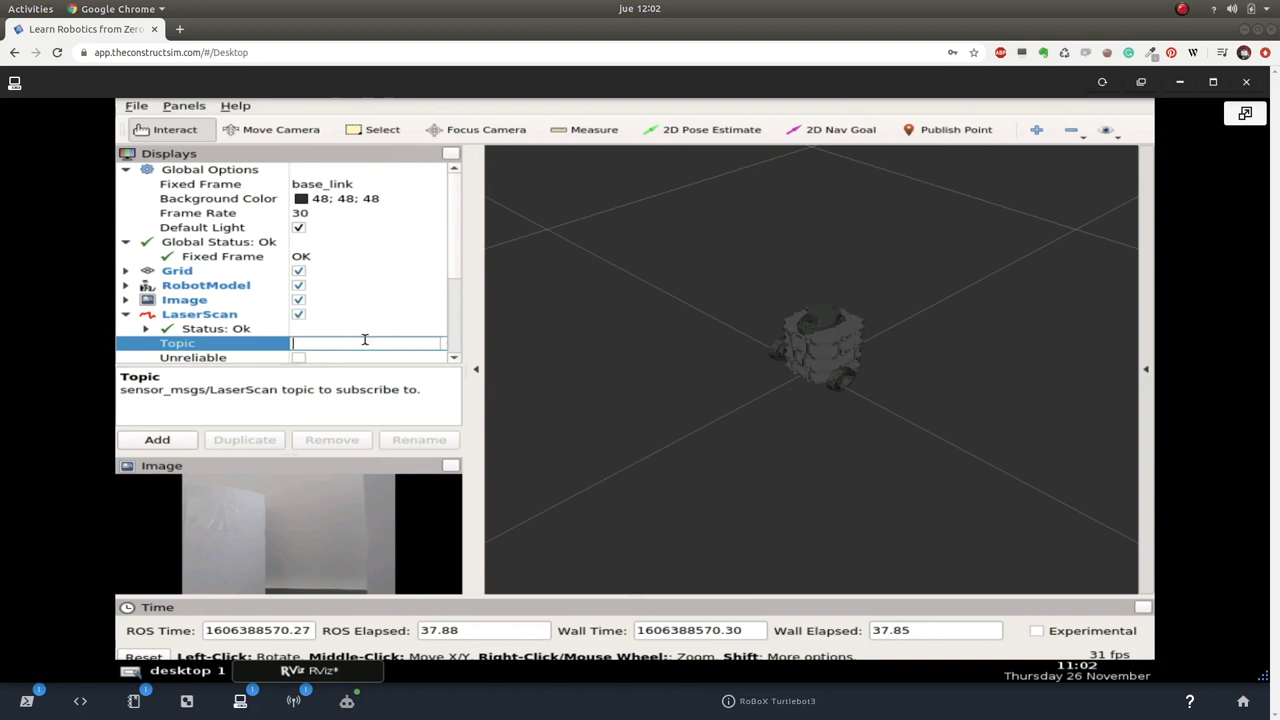 Activities
Google Chrome
jue 12:02
Learn Robotics from Zero
app.theconstructsim.com/#/Desktop
File Panels Help
Interact Move Camera Select Focus Camera Measure 2D Pose Estimate 2D Nav Goal Publish Point
Displays
Global Options
Fixed Frame base_link
Background Color 48; 48; 48
Frame Rate 30
Default Light
Global Status: Ok
Fixed Frame OK
Grid
RobotModel
Image
LaserScan
Status: Ok
Topic
Unreliable
Topic
sensor_msgs/LaserScan topic to subscribe to.
Add Duplicate Remove Rename
Image
Time
ROS Time: 1606388570.27 ROS Elapsed: 37.88 Wall Time: 1606388570.30 Wall Elapsed: 37.85 Experimental
Reset Left-Click: Rotate. Middle-Click: Move X/Y. Right-Click/Mouse Wheel:: Zoom. Shift: More options. 31 fps
desktop 1 RViz RViz* 11:02
Thursday 26 November
RoBoX Turtlebot3